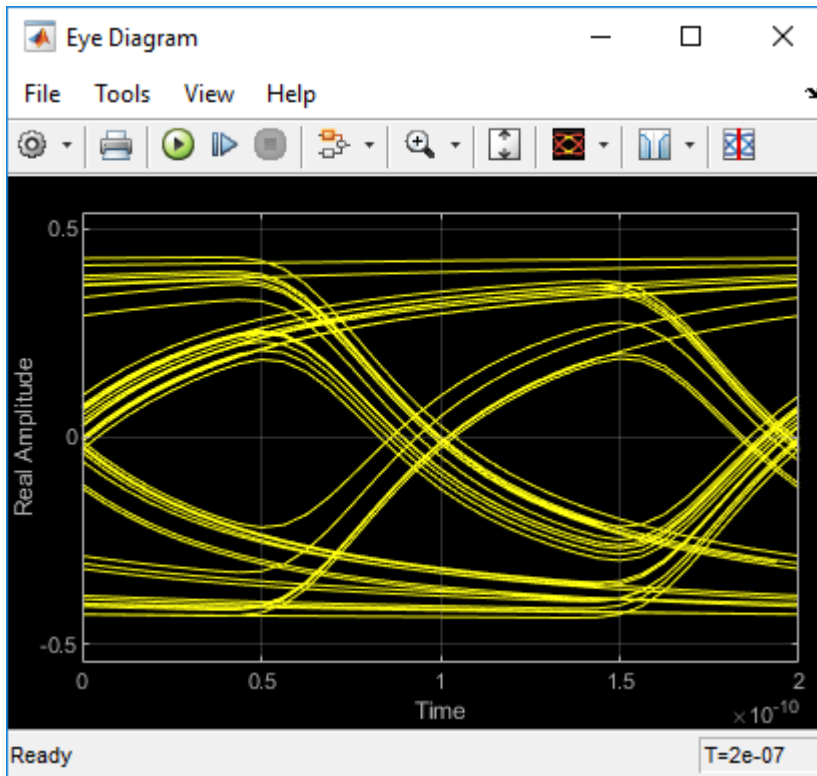 Eye Diagram
File Tools View Help
0.5
0
-0.5
Real Amplitude
0 0.5 1 1.5 2
Time
×10⁻¹⁰
Ready T=2e-07